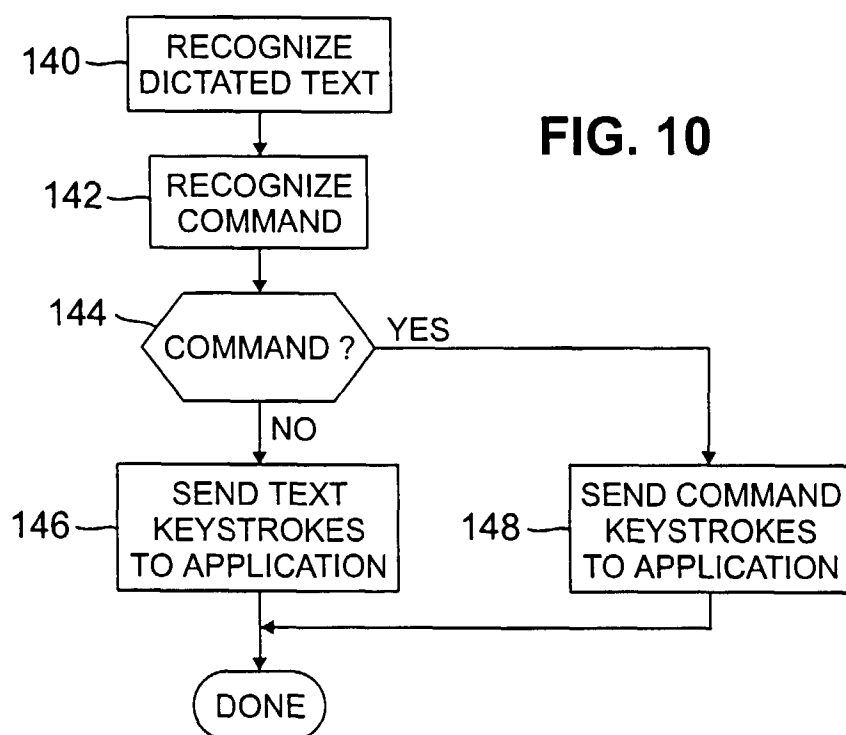 140
RECOGNIZE
DICTATED TEXT
FIG. 10
142
RECOGNIZE
COMMAND
144
COMMAND ?
YES
NO
146
SEND TEXT
KEYSTROKES
TO APPLICATION
148
SEND COMMAND
KEYSTROKES
TO APPLICATION
DONE